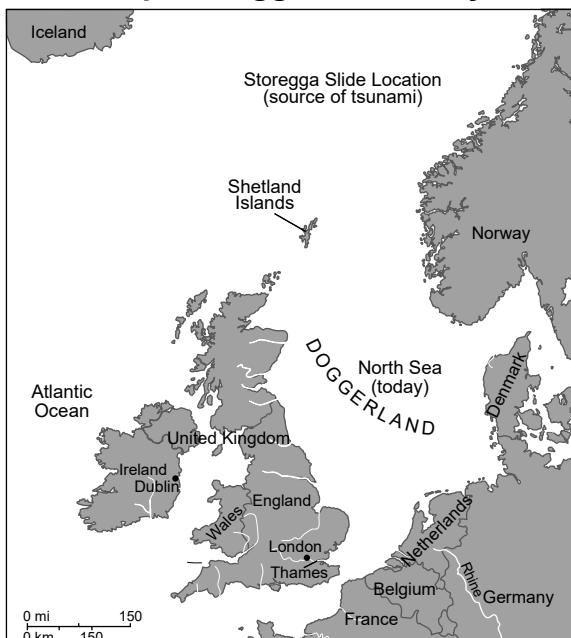 Iceland
Storegga Slide Location
(source of tsunami)
Shetland
Islands
Norway
DOGGERLAND
North Sea
(today)
Denmark
Atlantic
Ocean
United Kingdom
Ireland
Dublin
Wales
England
London
Thames
Netherlands
Rhine
Belgium
Germany
France
0 mi 150
0 km 150